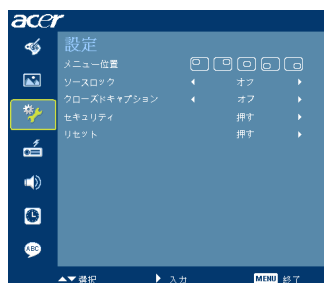 acer
設定
メニュー位置
ソースロック オフ
クローズドキャプション オフ
セキュリティ 押す
リセット 押す
ABC
選択 入力 MENU 終了